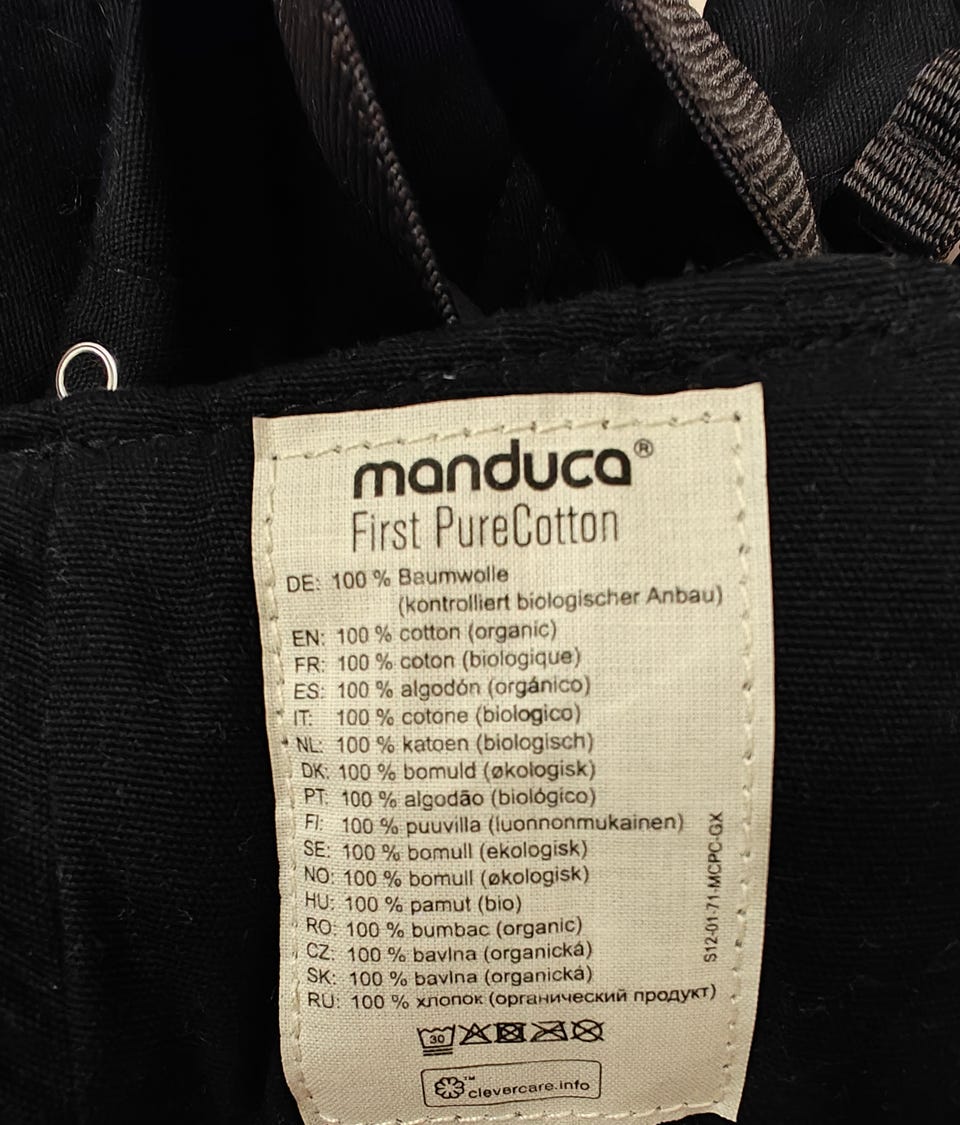 manduca®
First PureCotton
DE: 100 % Baumwolle
(kontrolliert biologischer Anbau)
EN: 100 % cotton (organic)
FR: 100 % coton (biologique)
ES: 100 % algodón (orgánico)
IT: 100 % cotone (biologico)
NL: 100 % katoen (biologisch)
DK: 100 % bomuld (økologisk)
PT: 100 % algodão (biológico)
FI: 100 % puuvilla (luonnonmukainen)
SE: 100 % bomull (ekologisk)
NO: 100 % bomull (økologisk)
HU: 100 % pamut (bio)
RO: 100 % bumbac (organic)
CZ: 100 % bavlna (organická)
SK: 100 % bavlna (organická)
RU: 100 % хлопок (органический продукт)
S12-01-71-MCPC-GX
30
™ clevercare.info